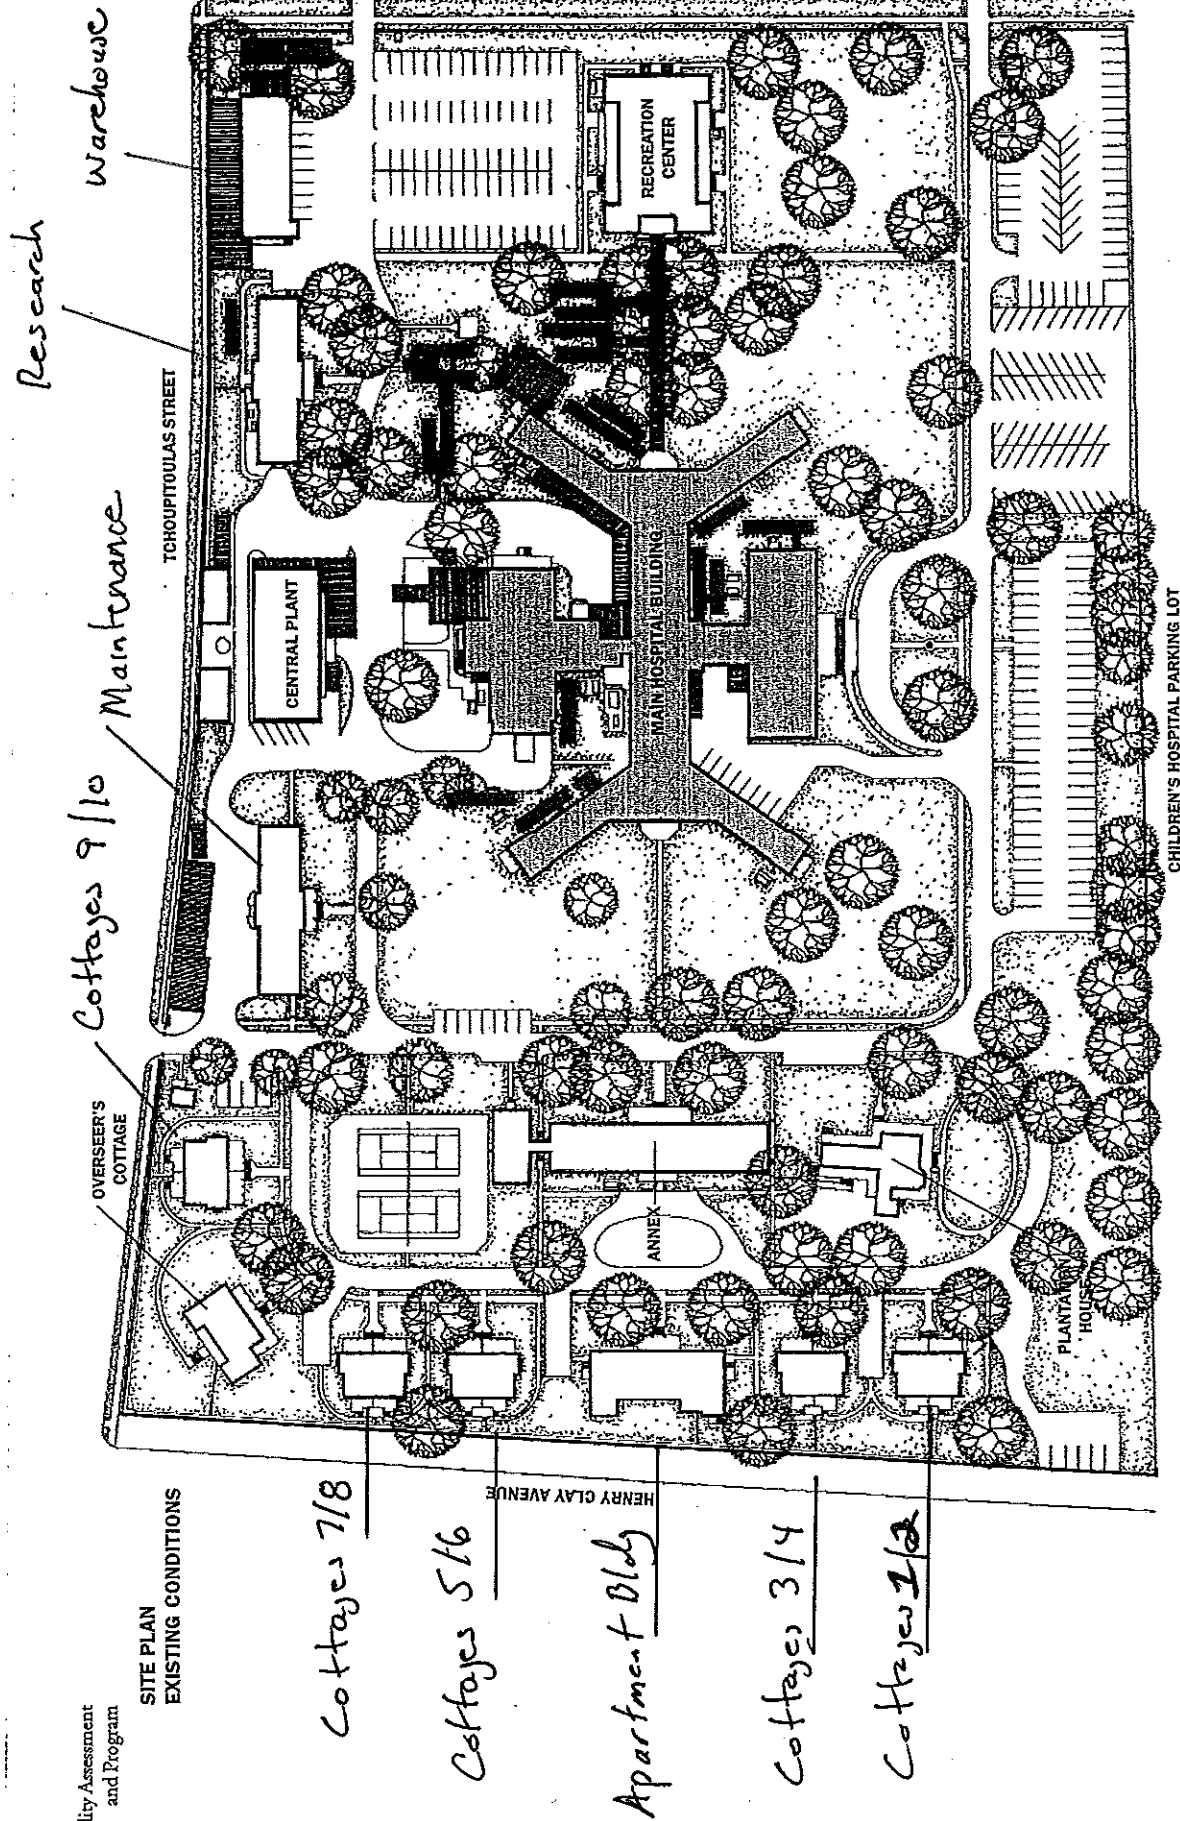 lity Assessment
and Program
SITE PLAN
EXISTING CONDITIONS
Cottages 7/8
Cottages 5/6
Apartment Bldg
Cottages 3/4
Cottages 1/2
HENRY CLAY AVENUE
OVERSEER'S
COTTAGE
Cottages 9/10
Maintenance
TCHOUPITOULAS STREET
Research
Warehouse
CENTRAL PLANT
ANNEX
PLANTATION
HOUSE
MAIN HOSPITAL BUILDING
RECREATION
CENTER
CHILDREN'S HOSPITAL PARKING LOT